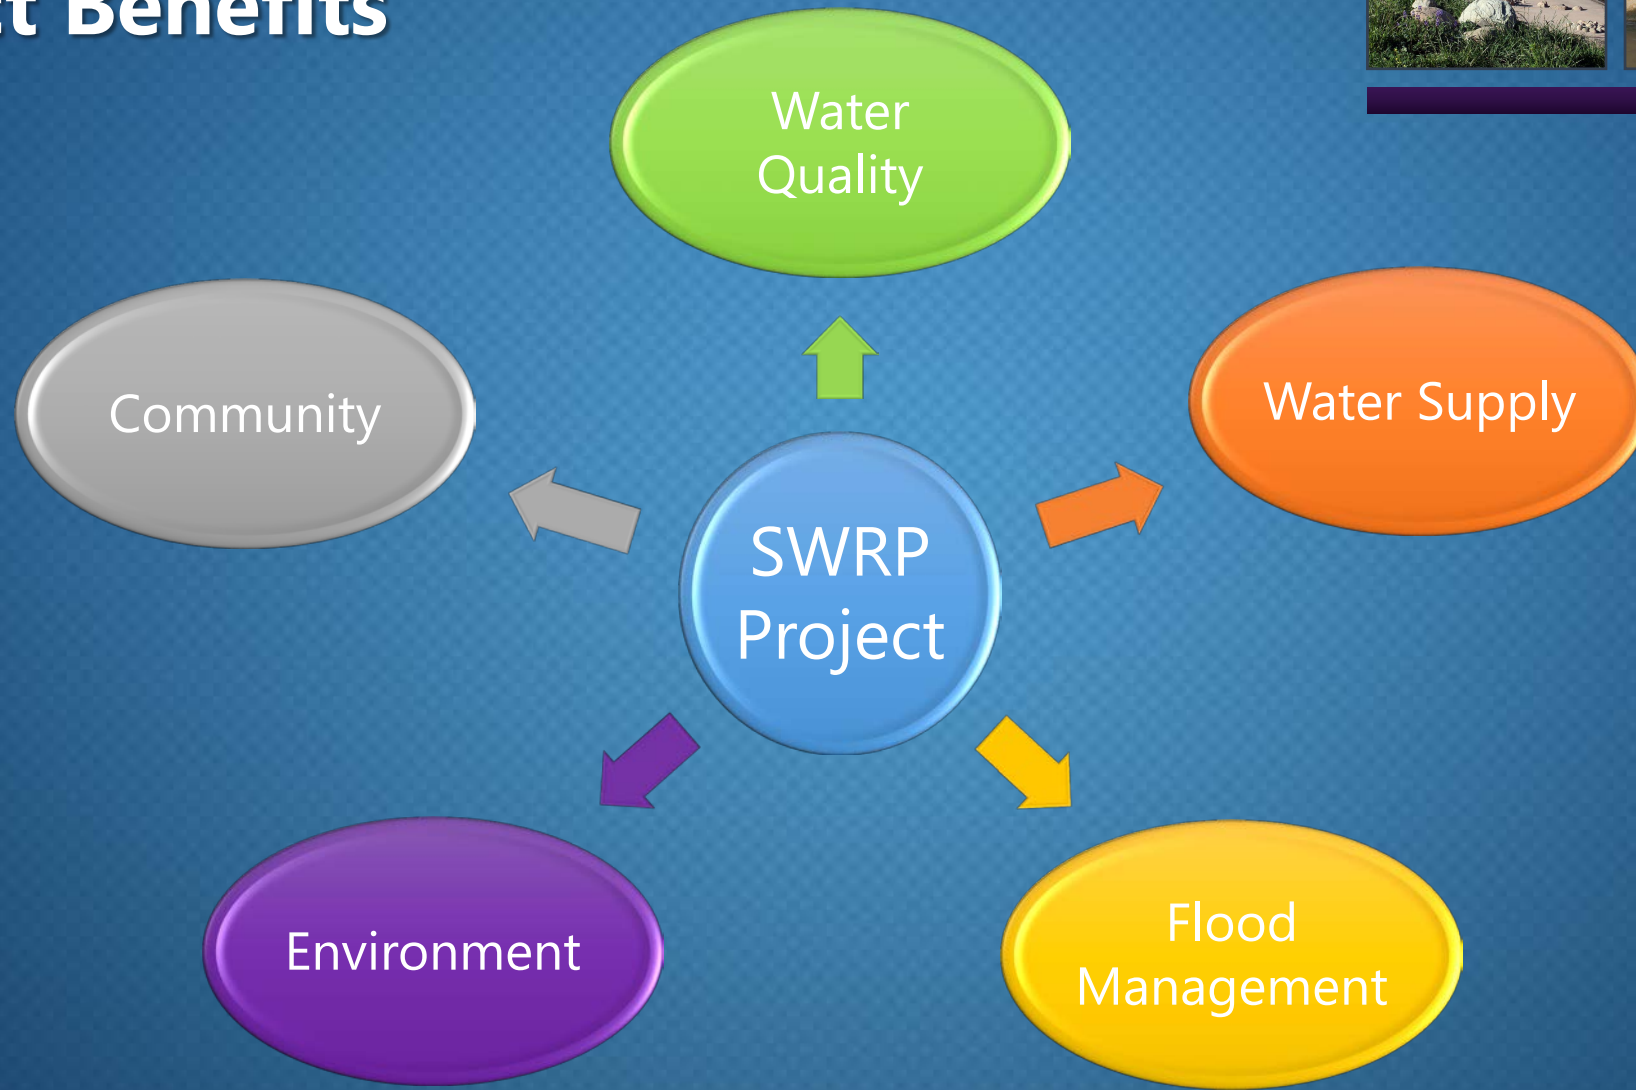 Benefits
Water
Quality
Community
Water Supply
SWRP
Project
Environment
Flood
Management